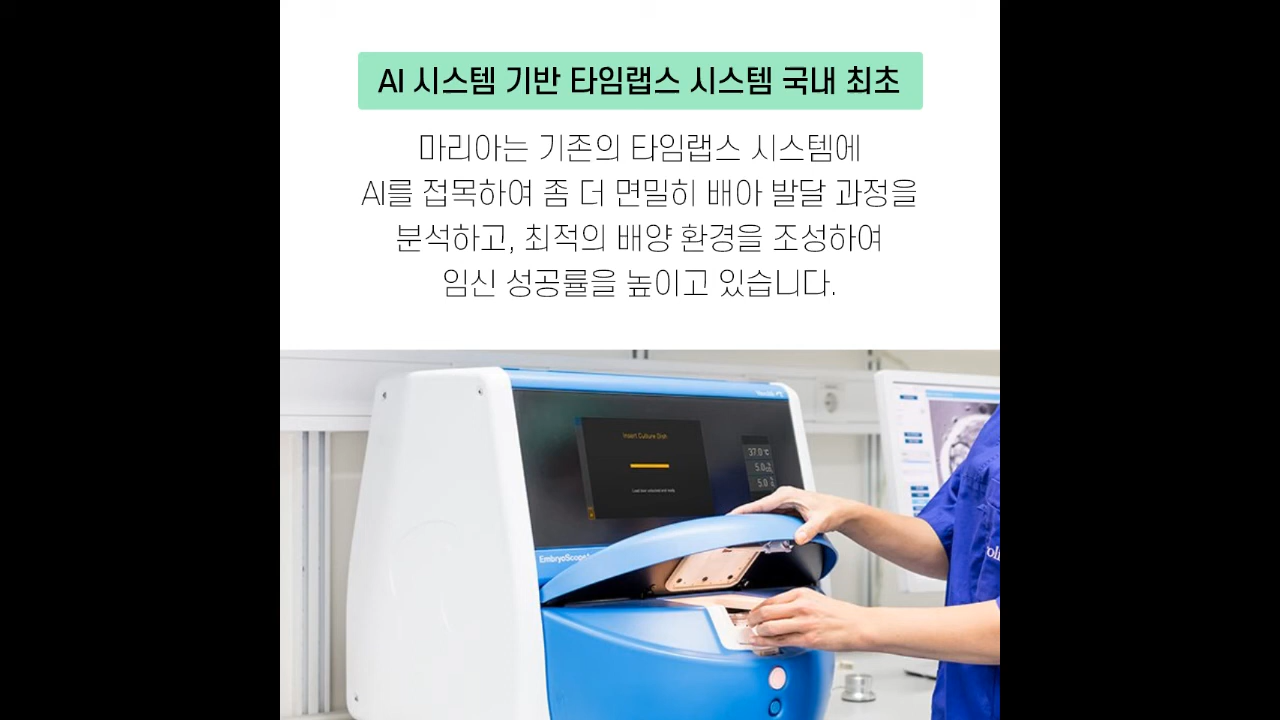 AI 시스템 기반 타임랩스 시스템 국내 최초
마리아는 기존의 타임랩스 시스템에
AI를 접목하여 좀 더 면밀히 배아 발달 과정을
분석하고, 최적의 배양 환경을 조성하여
임신 성공률을 높이고 있습니다.
Insert Culture Dish
37.0 °C
5.0
5.0
EmbryoScope